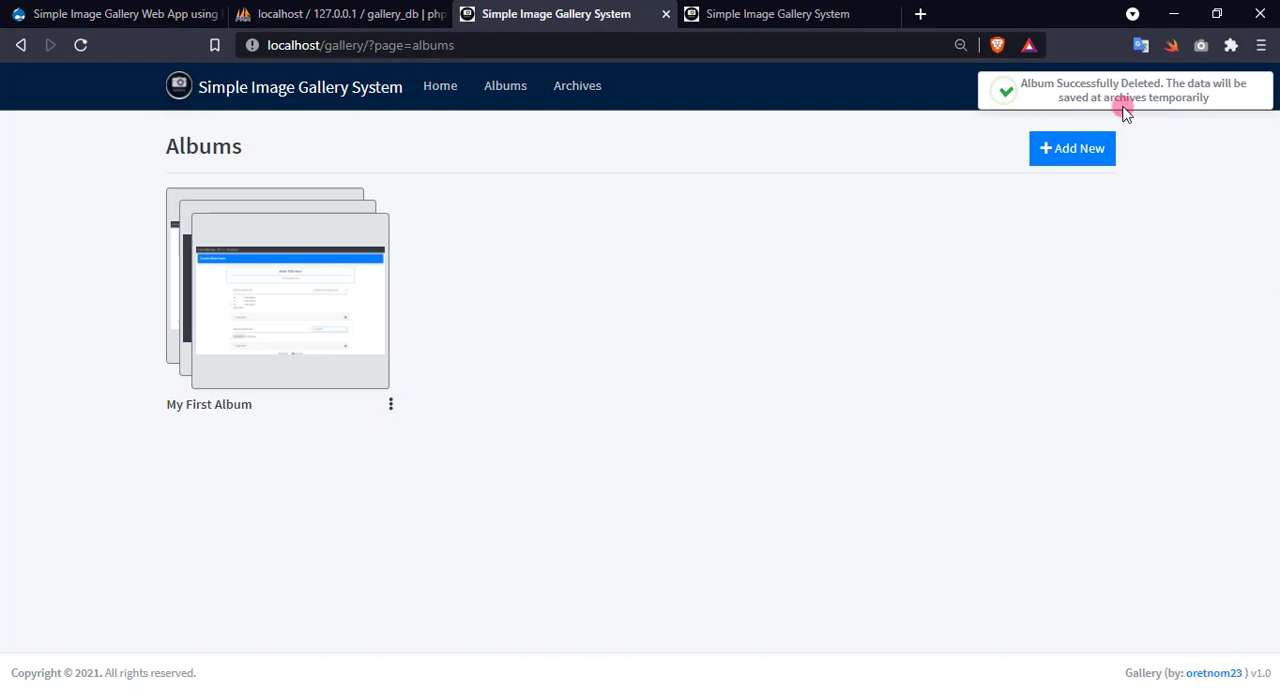 Simple Image Gallery Web App using
localhost / 127.0.0.1 / gallery_db | php
Simple Image Gallery System
Simple Image Gallery System
localhost/gallery/?page=albums
Simple Image Gallery System
Home
Albums
Archives
Album Successfully Deleted. The data will be
saved at archives temporarily
Albums
Add New
My First Album
Copyright © 2021. All rights reserved.
Gallery (by: oretnom23 ) v1.0